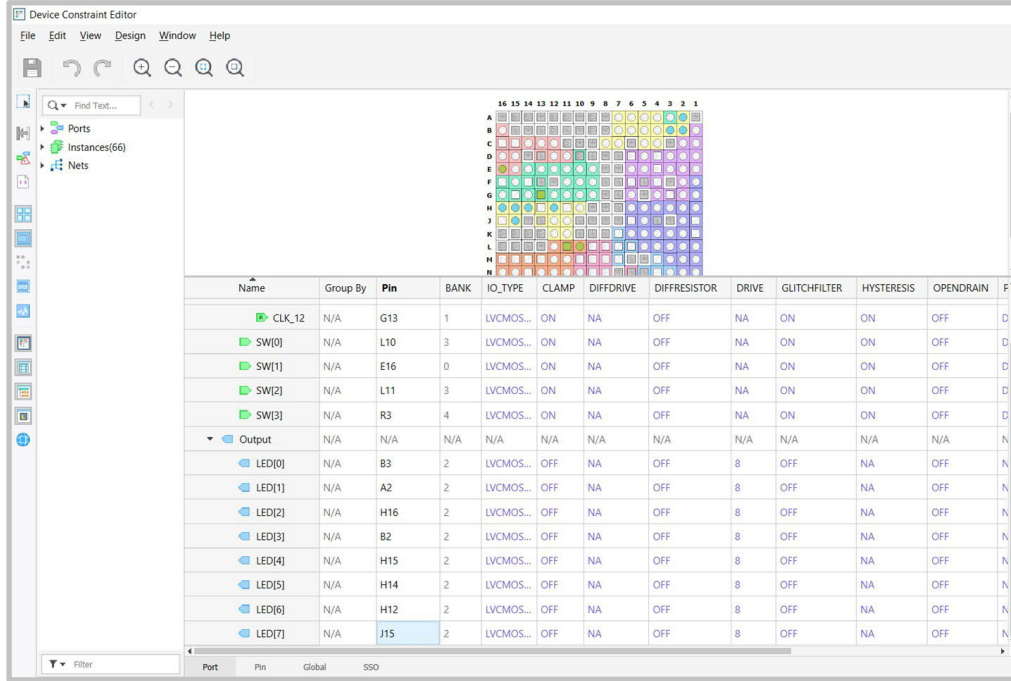 Device Constraint Editor
File Edit View Design Window Help
Find Text...
Ports
Instances(66)
Nets
16 15 14 13 12 11 10 9 8 7 6 5 4 3 2 1
A
B
C
D
E
F
G
H
J
K
L
M
N
Name Group By Pin BANK IO_TYPE CLAMP DIFFDRIVE DIFFRESISTOR DRIVE GLITCHFILTER HYSTERESIS OPENDRAIN
CLK_12 N/A G13 1 LVCMOS... ON NA OFF NA ON ON OFF D
SW[0] N/A L10 3 LVCMOS... ON NA OFF NA ON ON OFF D
SW[1] N/A E16 0 LVCMOS... ON NA OFF NA ON ON OFF D
SW[2] N/A L11 3 LVCMOS... ON NA OFF NA ON ON OFF D
SW[3] N/A R3 4 LVCMOS... ON NA OFF NA ON ON OFF D
Output N/A N/A N/A N/A N/A N/A N/A N/A N/A N/A N/A N
LED[0] N/A B3 2 LVCMOS... OFF NA OFF 8 OFF NA OFF N
LED[1] N/A A2 2 LVCMOS... OFF NA OFF 8 OFF NA OFF N
LED[2] N/A H16 2 LVCMOS... OFF NA OFF 8 OFF NA OFF N
LED[3] N/A B2 2 LVCMOS... OFF NA OFF 8 OFF NA OFF N
LED[4] N/A H15 2 LVCMOS... OFF NA OFF 8 OFF NA OFF N
LED[5] N/A H14 2 LVCMOS... OFF NA OFF 8 OFF NA OFF N
LED[6] N/A H12 2 LVCMOS... OFF NA OFF 8 OFF NA OFF N
LED[7] N/A J15 2 LVCMOS... OFF NA OFF 8 OFF NA OFF N
Filter
Port Pin Global SSO